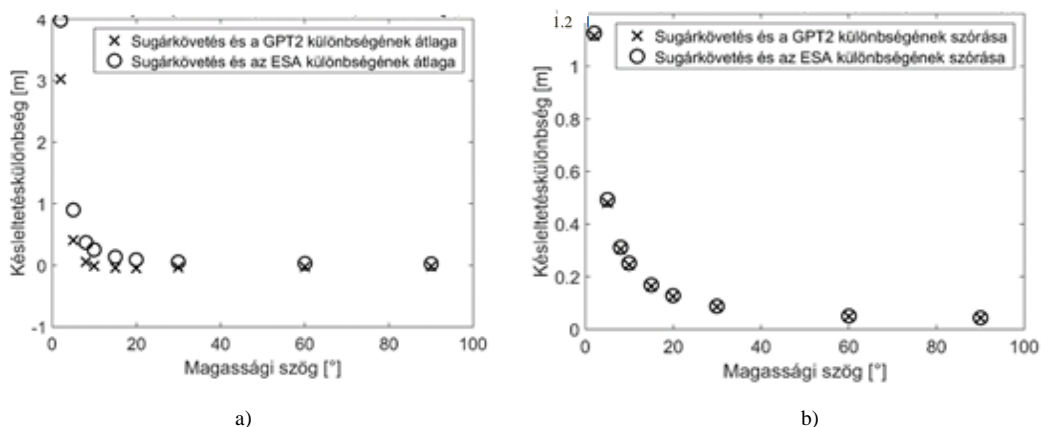 4
3
2
1
0
-1
Késleltetéskülönbség [m]
Sugárkövetés és a GPT2 különbségének átlaga
Sugárkövetés és az ESA különbségének átlaga
0 20 40 60 80 100
Magassági szög [°]
a)
1.2
1
0.8
0.6
0.4
0.2
0
Késleltetéskülönbség [m]
Sugárkövetés és a GPT2 különbségének szórása
Sugárkövetés és az ESA különbségének szórása
0 20 40 60 80 100
Magassági szög [°]
b)